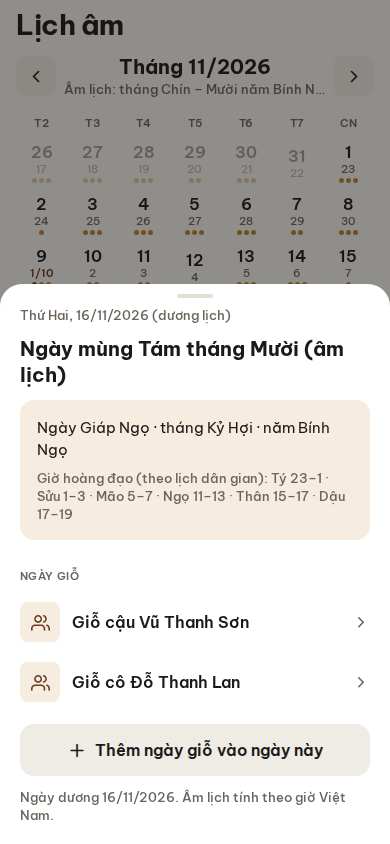 Lịch âm
Tháng 11/2026
Âm lịch: tháng Chín – Mười năm Bính N...
T2 T3 T4 T5 T6 T7 CN
26 27 28 29 30 31 1
17 18 19 20 21 22 23
2 3 4 5 6 7 8
24 25 26 27 28 29 30
9 10 11 12 13 14 15
1/10 2 3 4 5 6 7
Thứ Hai, 16/11/2026 (dương lịch)
Ngày mùng Tám tháng Mười (âm
lịch)
Ngày Giáp Ngọ · tháng Kỷ Hợi · năm Bính
Ngọ
Giờ hoàng đạo (theo lịch dân gian): Tý 23–1 ·
Sửu 1–3 · Mão 5–7 · Ngọ 11–13 · Thân 15–17 · Dậu
17–19
NGÀY GIỖ
Giỗ cậu Vũ Thanh Sơn
Giỗ cô Đỗ Thanh Lan
Thêm ngày giỗ vào ngày này
Ngày dương 16/11/2026. Âm lịch tính theo giờ Việt
Nam.